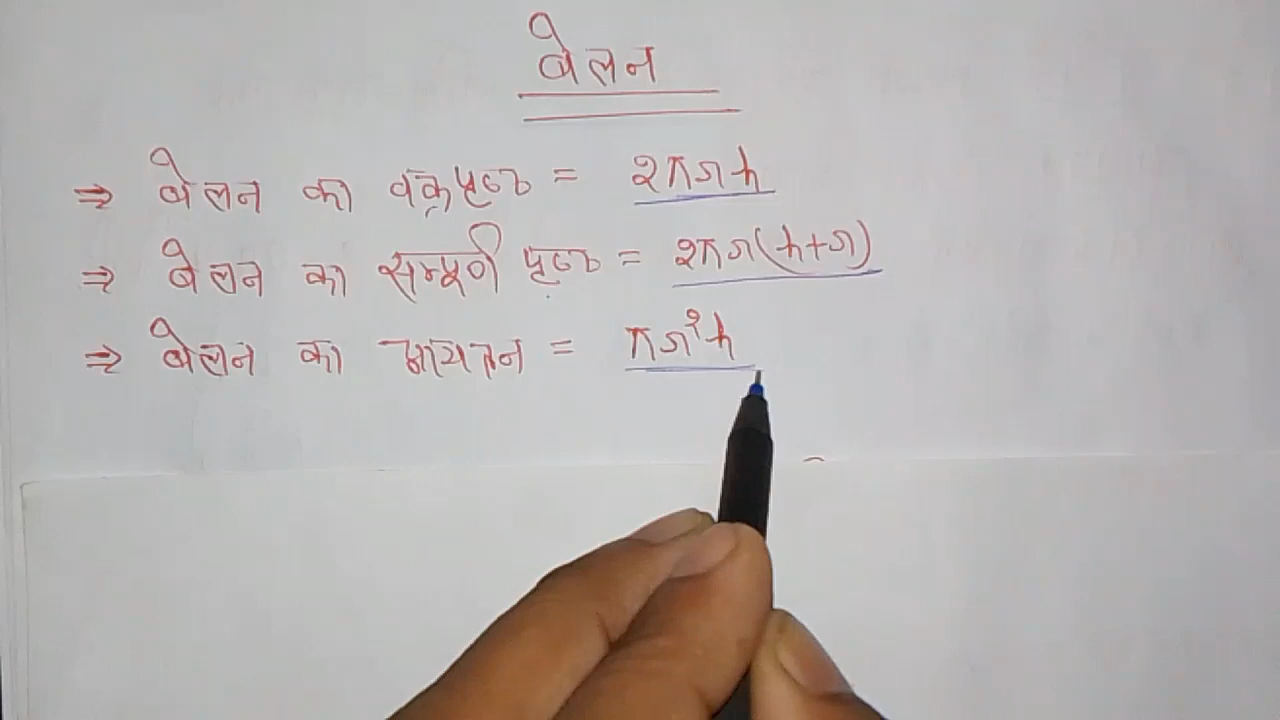 बेलन
⇒ बेलन का वक्रपृष्ठ = 2πrh
⇒ बेलन का सम्पूर्ण पृष्ठ = 2πr(h+r)
⇒ बेलन का आयतन = πr²h